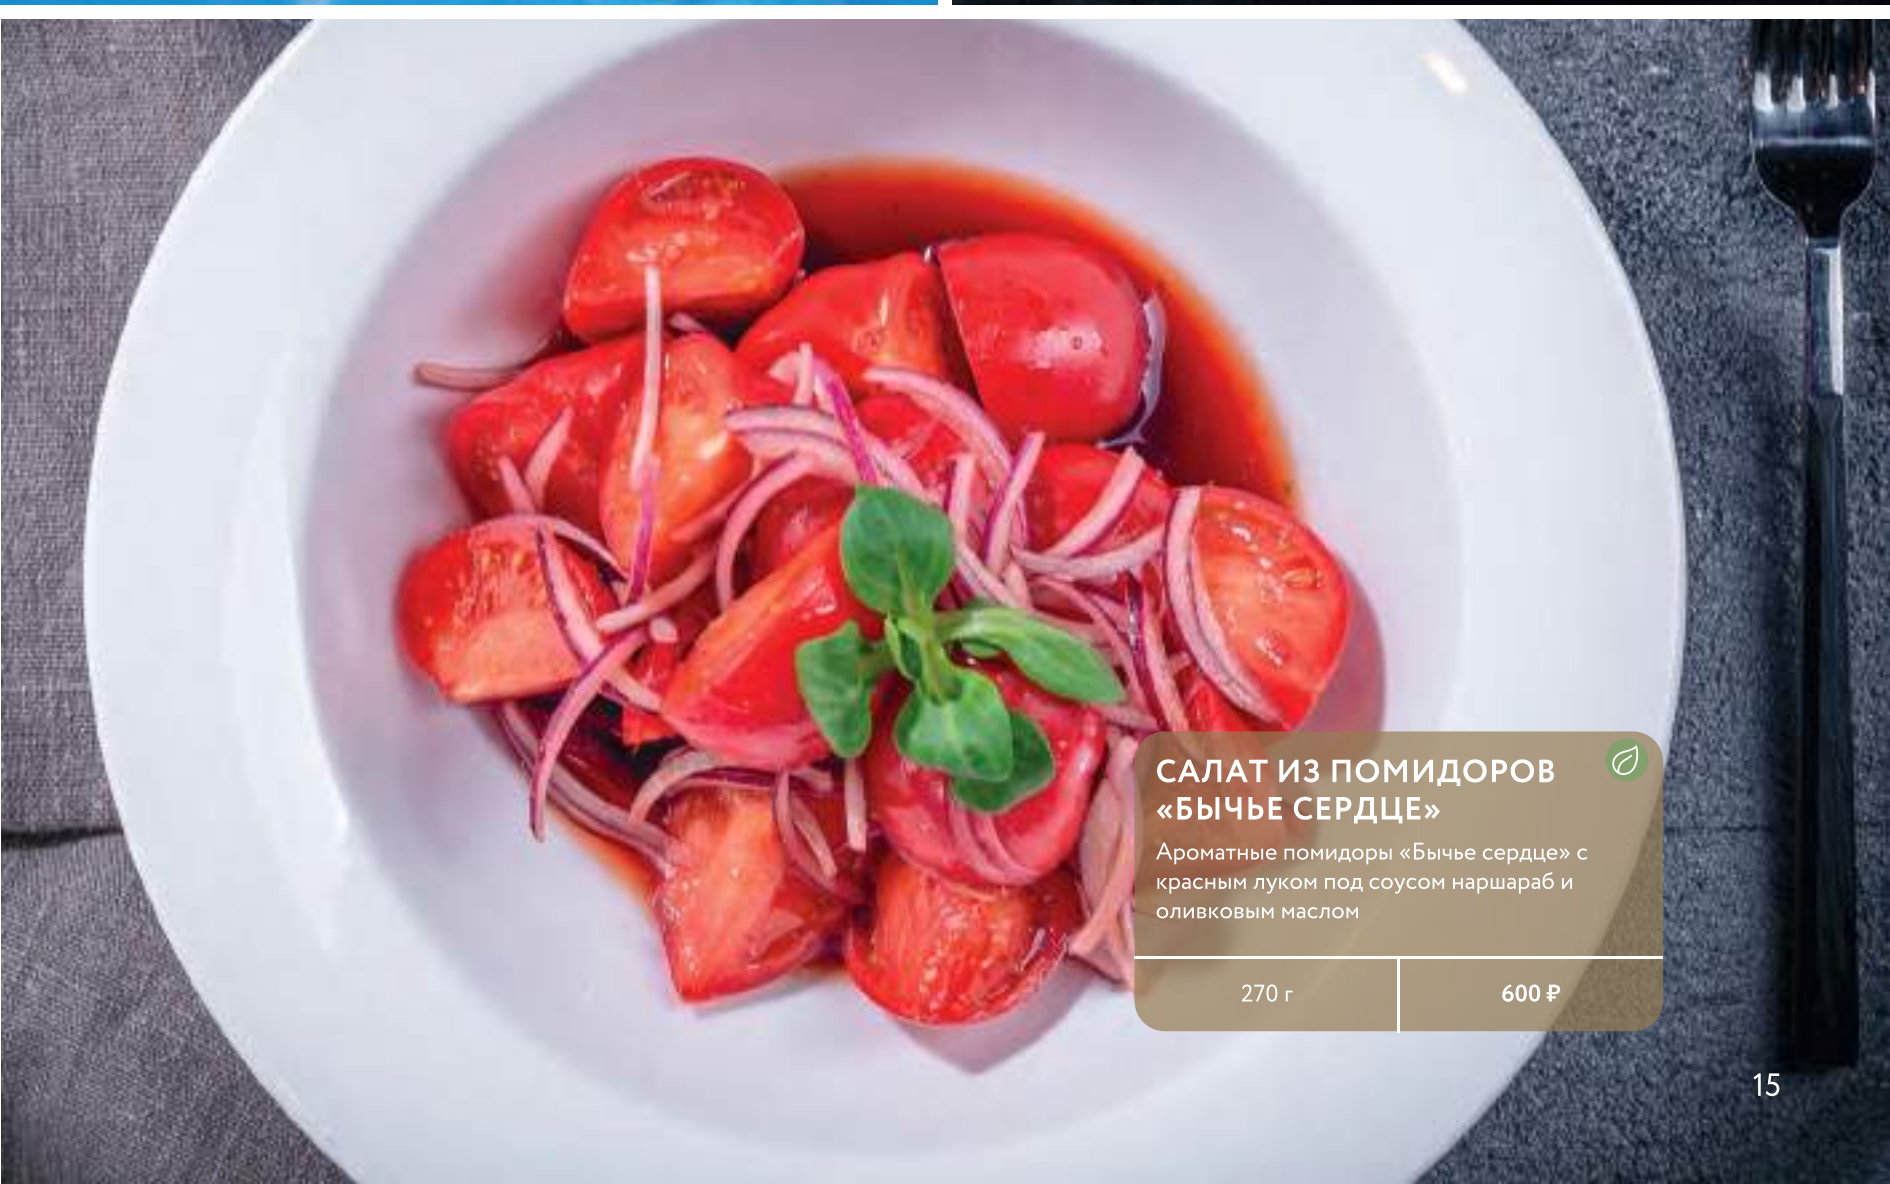 САЛАТ ИЗ ПОМИДОРОВ
«БЫЧЬЕ СЕРДЦЕ»
Ароматные помидоры «Бычье сердце» с
красным луком под соусом наршараб и
оливковым маслом
270 г
600 ₽
15